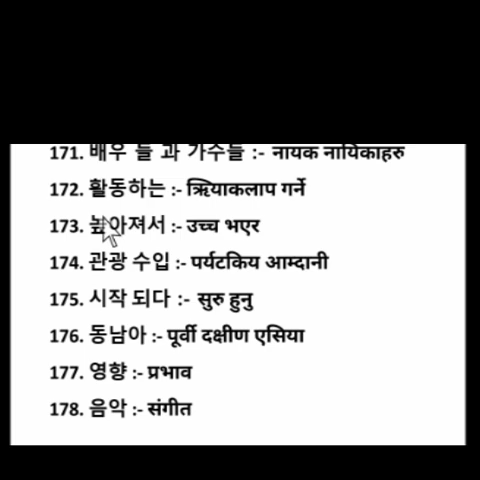 171. 배우 들 과 가수들 :- नायक नायिकाहरु
172. 활동하는 :- ऋियाकलाप गर्ने
173. 높아져서 :- उच्च भएर
174. 관광 수입 :- पर्यटकिय आम्दानी
175. 시작 되다 :- सुरु हुनु
176. 동남아 :- पूर्वी दक्षीण एसिया
177. 영향 :- प्रभाव
178. 음악 :- संगीत